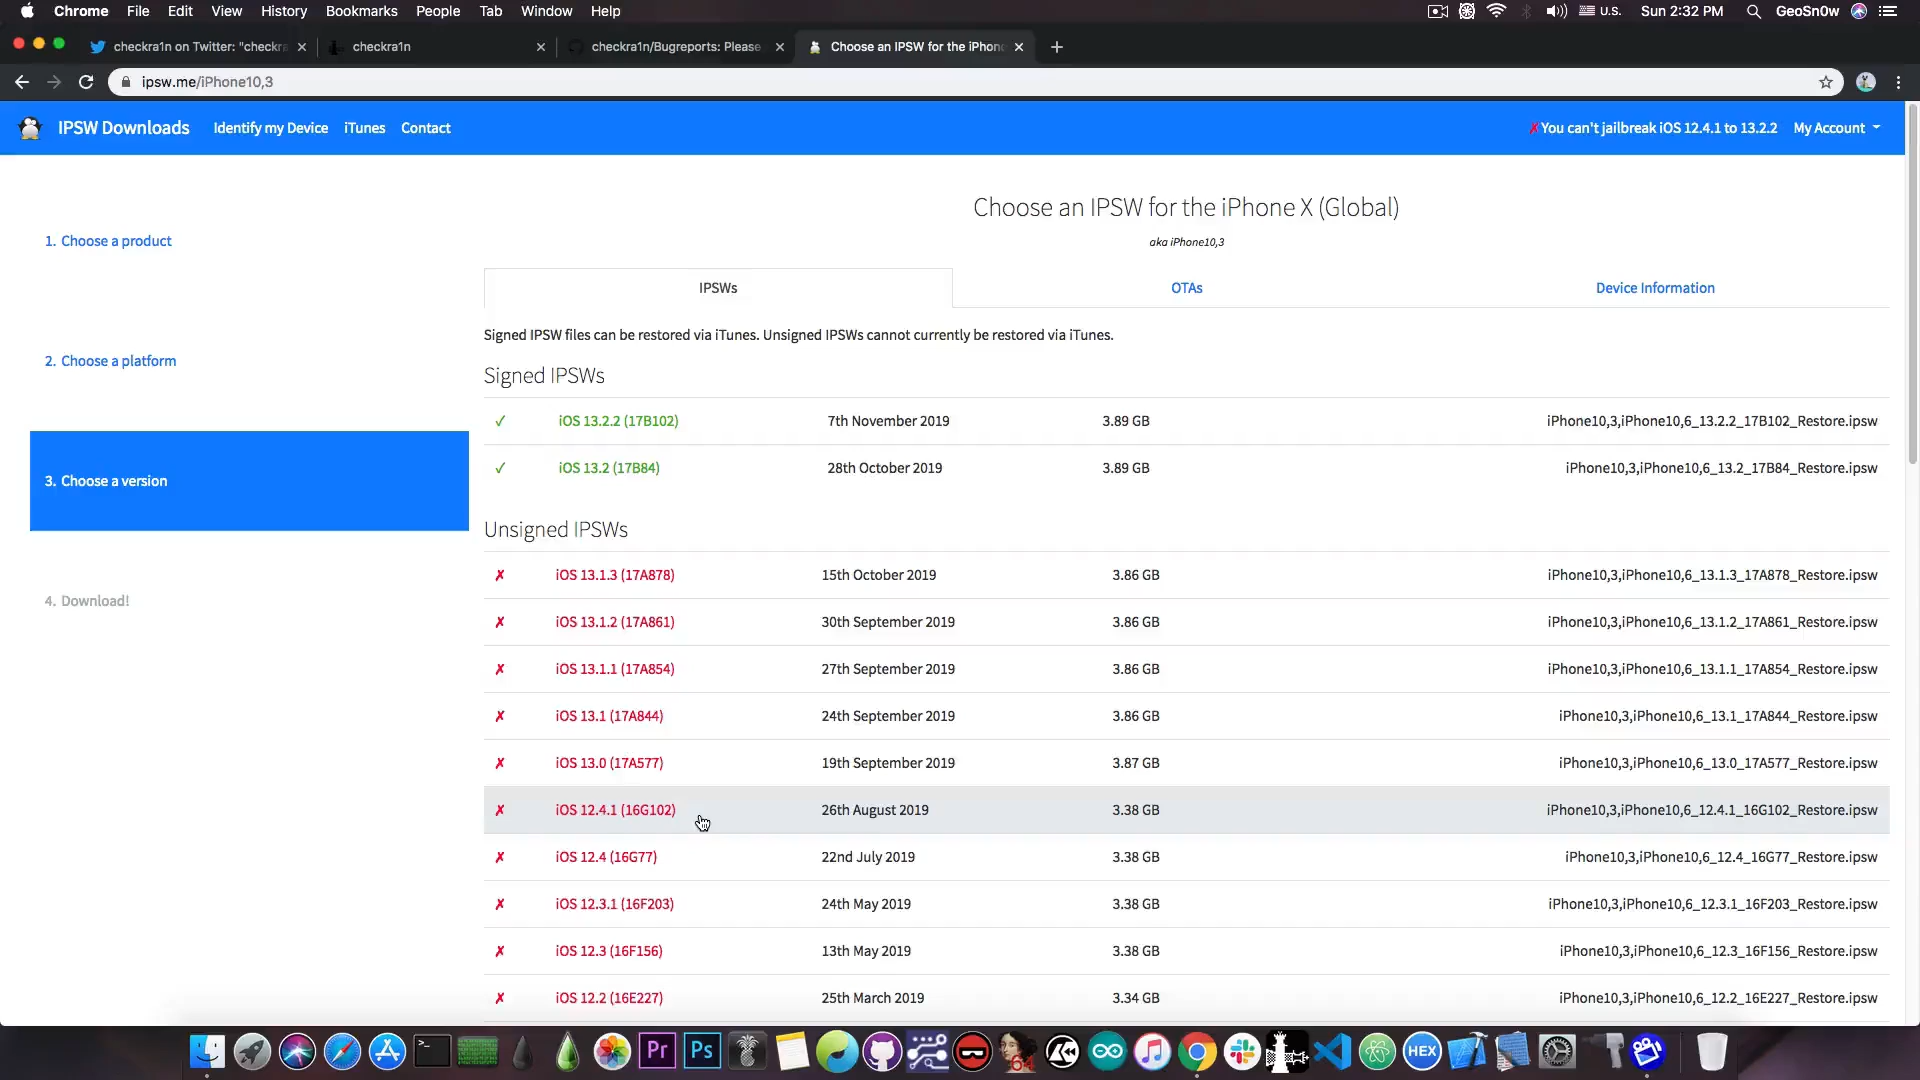 Chrome File Edit View History Bookmarks People Tab Window Help
U.S. Sun 2:32 PM GeoSn0w
checkra1n on Twitter: "checkra
checkra1n
checkra1n/Bugreports: Please
Choose an IPSW for the iPhon
ipsw.me/iPhone10,3
IPSW Downloads Identify my Device iTunes Contact
✗You can't jailbreak iOS 12.4.1 to 13.2.2 My Account
1. Choose a product
2. Choose a platform
3. Choose a version
4. Download!
Choose an IPSW for the iPhone X (Global)
aka iPhone10,3
IPSWs OTAs Device Information
Signed IPSW files can be restored via iTunes. Unsigned IPSWs cannot currently be restored via iTunes.
Signed IPSWs
✓ iOS 13.2.2 (17B102) 7th November 2019 3.89 GB iPhone10,3,iPhone10,6_13.2.2_17B102_Restore.ipsw
✓ iOS 13.2 (17B84) 28th October 2019 3.89 GB iPhone10,3,iPhone10,6_13.2_17B84_Restore.ipsw
Unsigned IPSWs
✗ iOS 13.1.3 (17A878) 15th October 2019 3.86 GB iPhone10,3,iPhone10,6_13.1.3_17A878_Restore.ipsw
✗ iOS 13.1.2 (17A861) 30th September 2019 3.86 GB iPhone10,3,iPhone10,6_13.1.2_17A861_Restore.ipsw
✗ iOS 13.1.1 (17A854) 27th September 2019 3.86 GB iPhone10,3,iPhone10,6_13.1.1_17A854_Restore.ipsw
✗ iOS 13.1 (17A844) 24th September 2019 3.86 GB iPhone10,3,iPhone10,6_13.1_17A844_Restore.ipsw
✗ iOS 13.0 (17A577) 19th September 2019 3.87 GB iPhone10,3,iPhone10,6_13.0_17A577_Restore.ipsw
✗ iOS 12.4.1 (16G102) 26th August 2019 3.38 GB iPhone10,3,iPhone10,6_12.4.1_16G102_Restore.ipsw
✗ iOS 12.4 (16G77) 22nd July 2019 3.38 GB iPhone10,3,iPhone10,6_12.4_16G77_Restore.ipsw
✗ iOS 12.3.1 (16F203) 24th May 2019 3.38 GB iPhone10,3,iPhone10,6_12.3.1_16F203_Restore.ipsw
✗ iOS 12.3 (16F156) 13th May 2019 3.38 GB iPhone10,3,iPhone10,6_12.3_16F156_Restore.ipsw
✗ iOS 12.2 (16E227) 25th March 2019 3.34 GB iPhone10,3,iPhone10,6_12.2_16E227_Restore.ipsw
Pr Ps 64 HEX